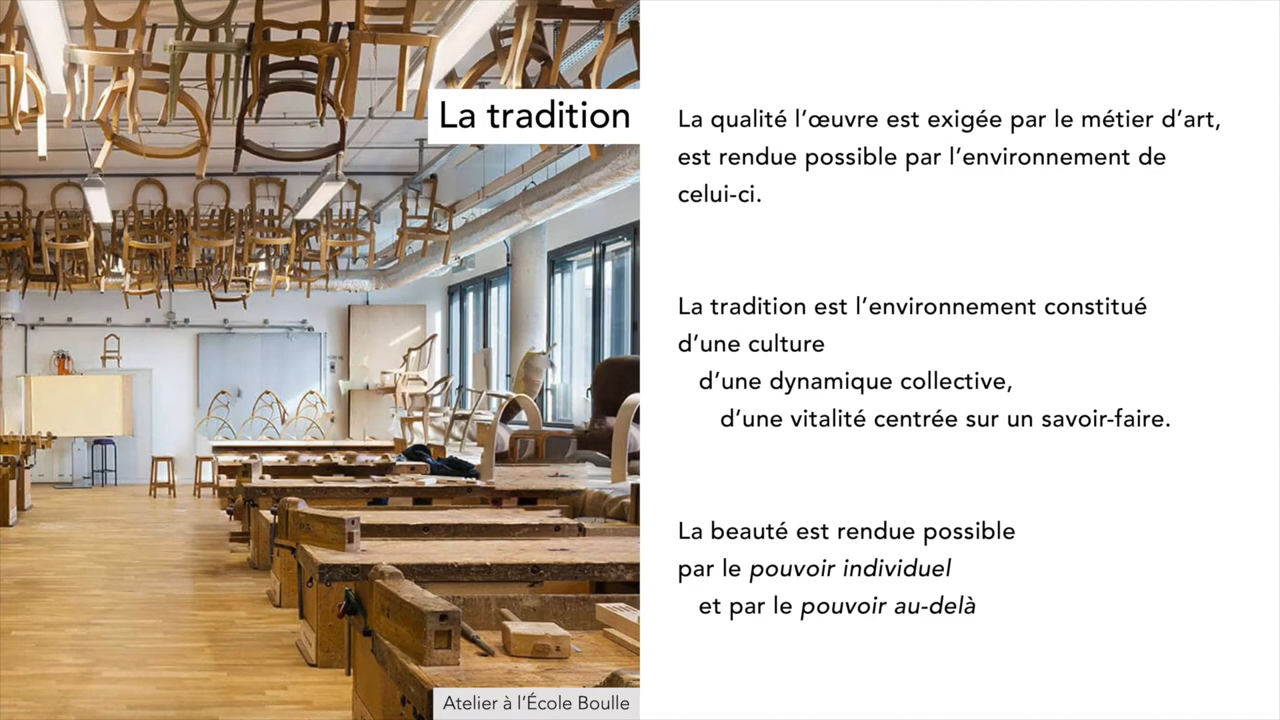 La tradition
La qualité l’œuvre est exigée par le métier d’art,
est rendue possible par l’environnement de
celui-ci.
La tradition est l’environnement constitué
d’une culture
d’une dynamique collective,
d’une vitalité centrée sur un savoir-faire.
La beauté est rendue possible
par le pouvoir individuel
et par le pouvoir au-delà
Atelier à l’École Boulle